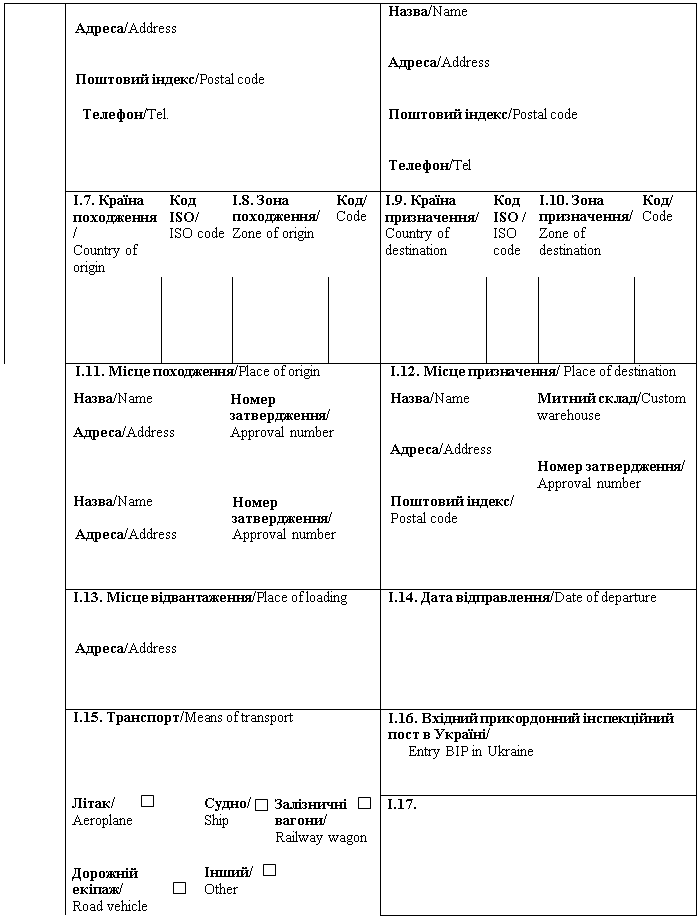 Адреса/Address
Поштовий індекс/Postal code
Телефон/Tel.
Назва/Name
Адреса/Address
Поштовий індекс/Postal code
Телефон/Tel
I.7. Країна
походження
/
Country of
origin
Код
ISO/
ISO code
I.8. Зона
походження/
Zone of origin
Код/
Code
I.9. Країна
призначення/
Country of
destination
Код
ISO /
ISO
code
I.10. Зона
призначення/
Zone of
destination
Код/
Code
I.11. Місце походження/Place of origin
Назва/Name
Адреса/Address
Номер
затвердження/
Approval number
Назва/Name
Адреса/Address
Номер
затвердження/
Approval number
I.12. Місце призначення/ Place of destination
Назва/Name
Митний склад/Custom
warehouse
Адреса/Address
Номер затвердження/
Approval number
Поштовий індекс/
Postal code
I.13. Місце відвантаження/Place of loading
Адреса/Address
I.14. Дата відправлення/Date of departure
I.15. Транспорт/Means of transport
Літак/
Aeroplane
Судно/
Ship
Залізничні
вагони/
Railway wagon
Дорожній
екіпаж/
Road vehicle
Інший/
Other
I.16. Вхідний прикордонний інспекційний
пост в Україні/
Entry BIP in Ukraine
I.17.